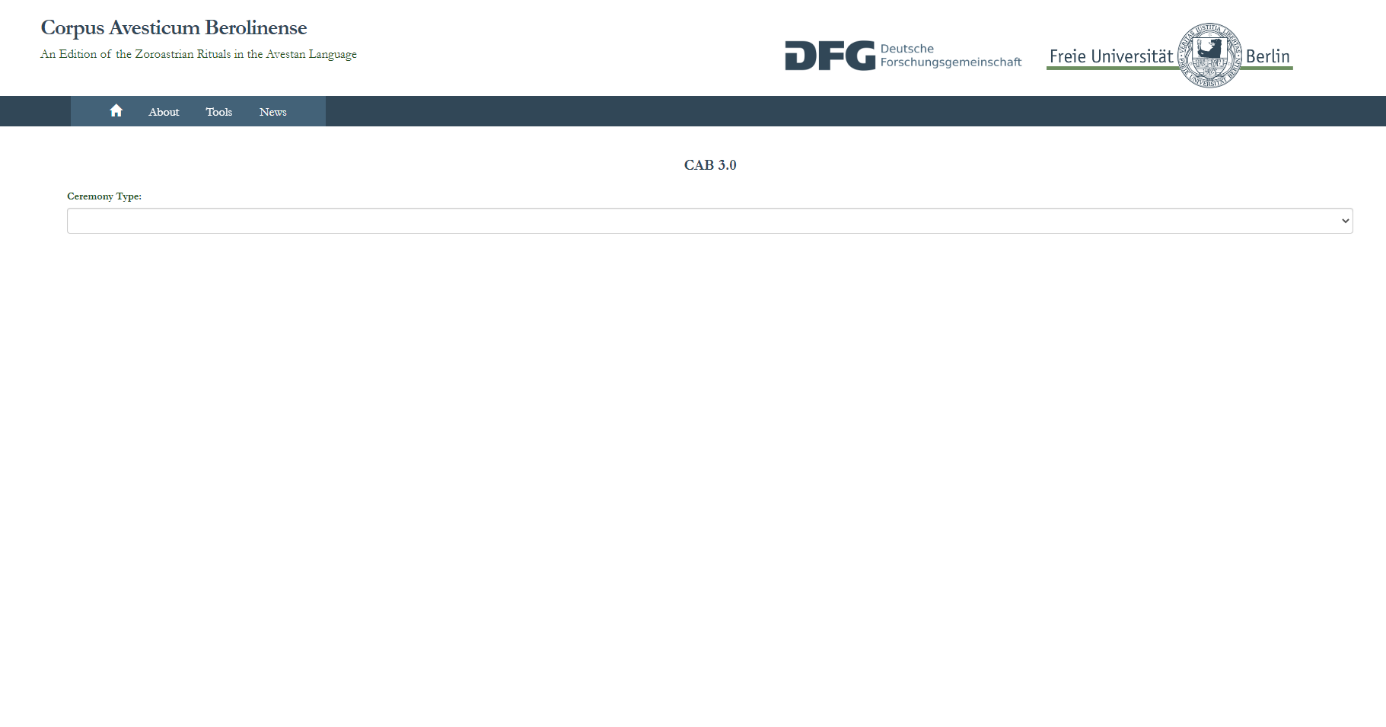 Corpus Avesticum Berolinense
An Edition of the Zoroastrian Rituals in the Avestan Language
DFG Deutsche
Forschungsgemeinschaft
Freie Universität Berlin
About Tools News
CAB 3.0
Ceremony Type: